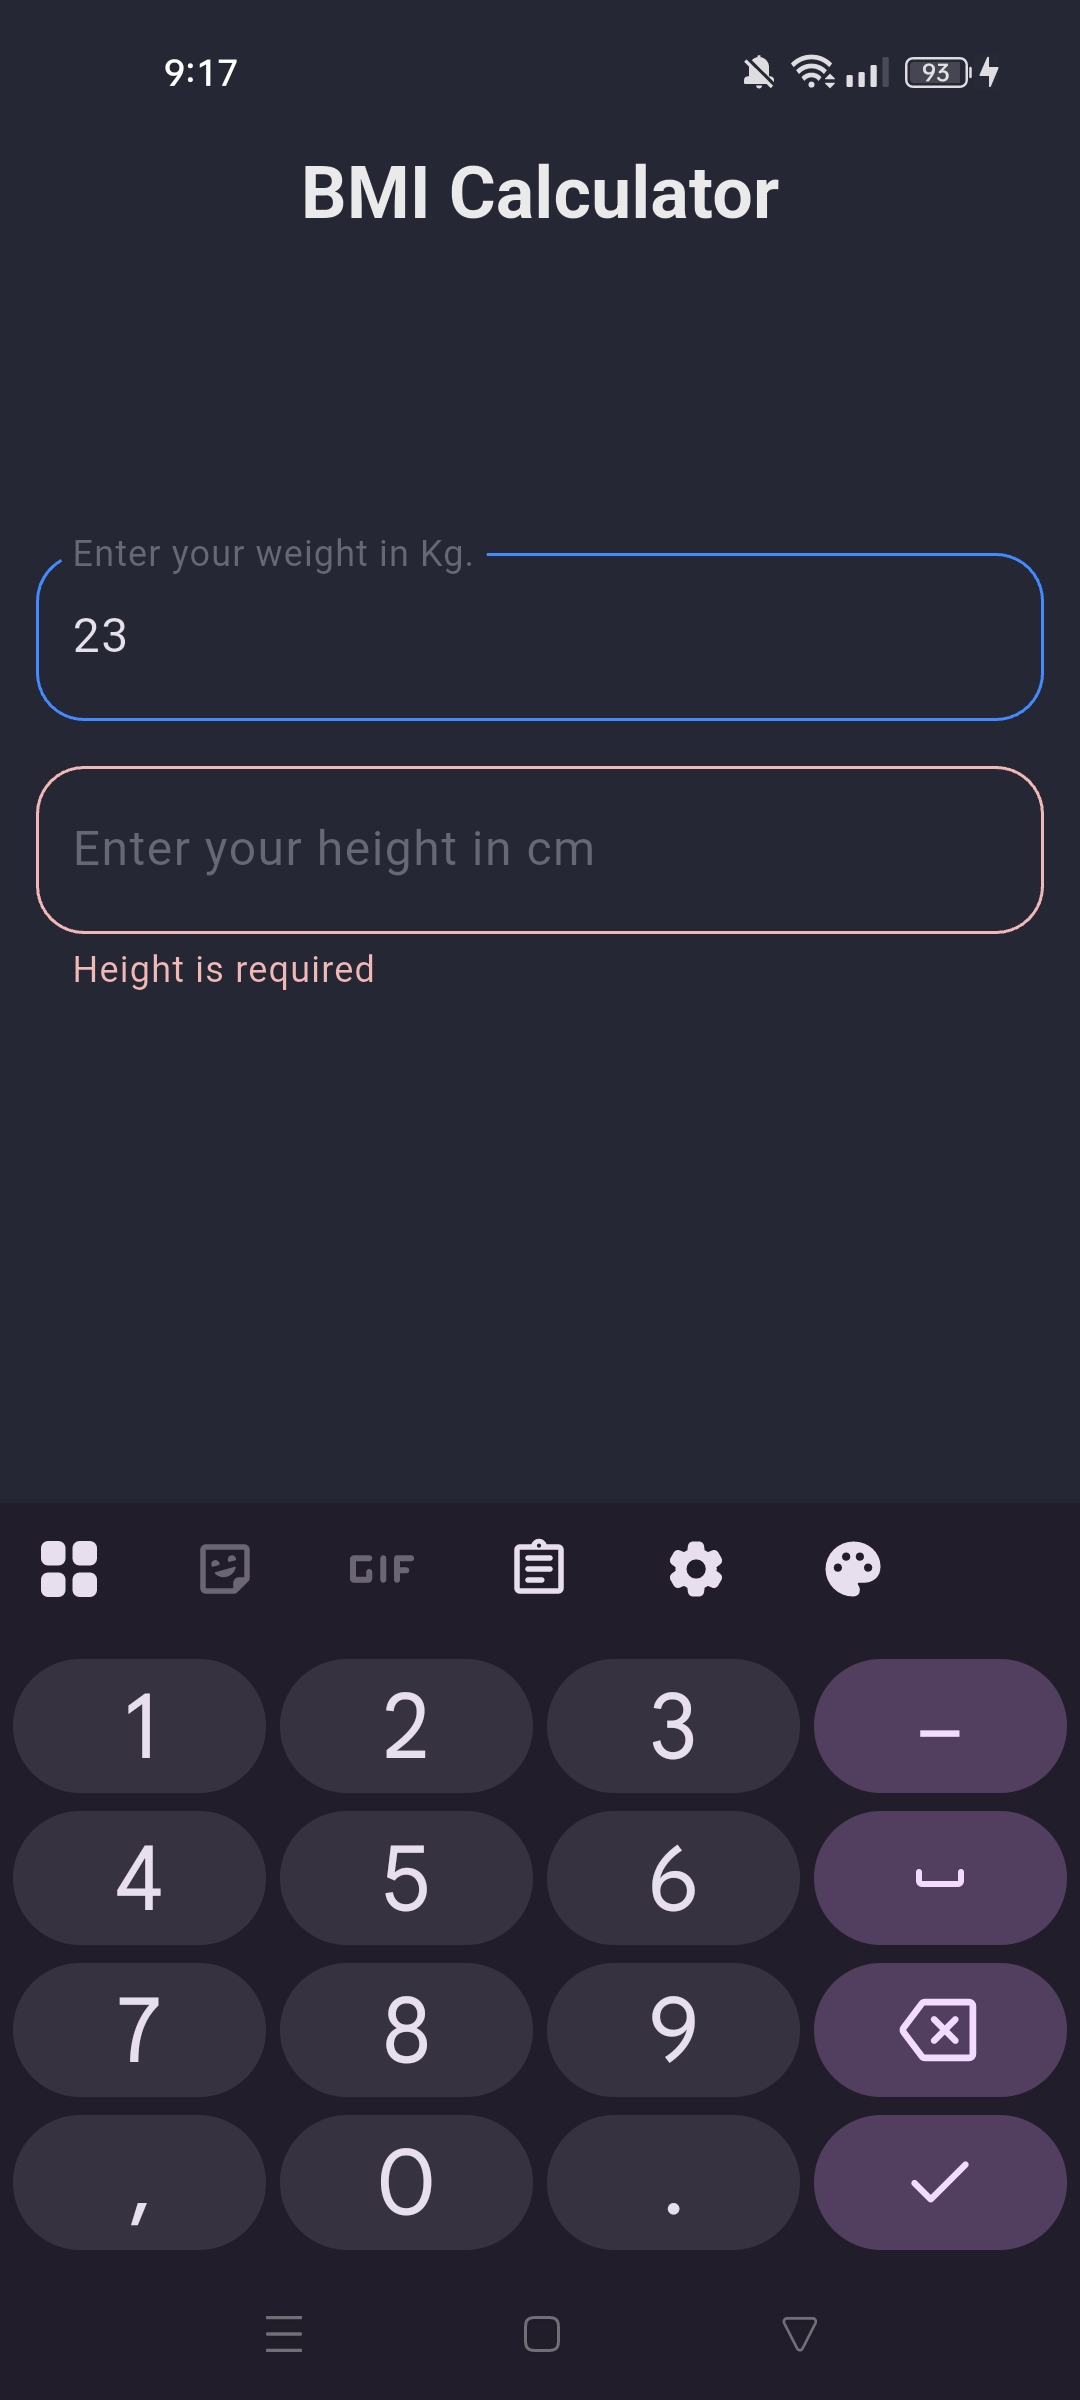 9:17
93
BMI Calculator
Enter your weight in Kg.
23
Enter your height in cm
Height is required
GIF
1 2 3 –
4 5 6
7 8 9
, 0 .